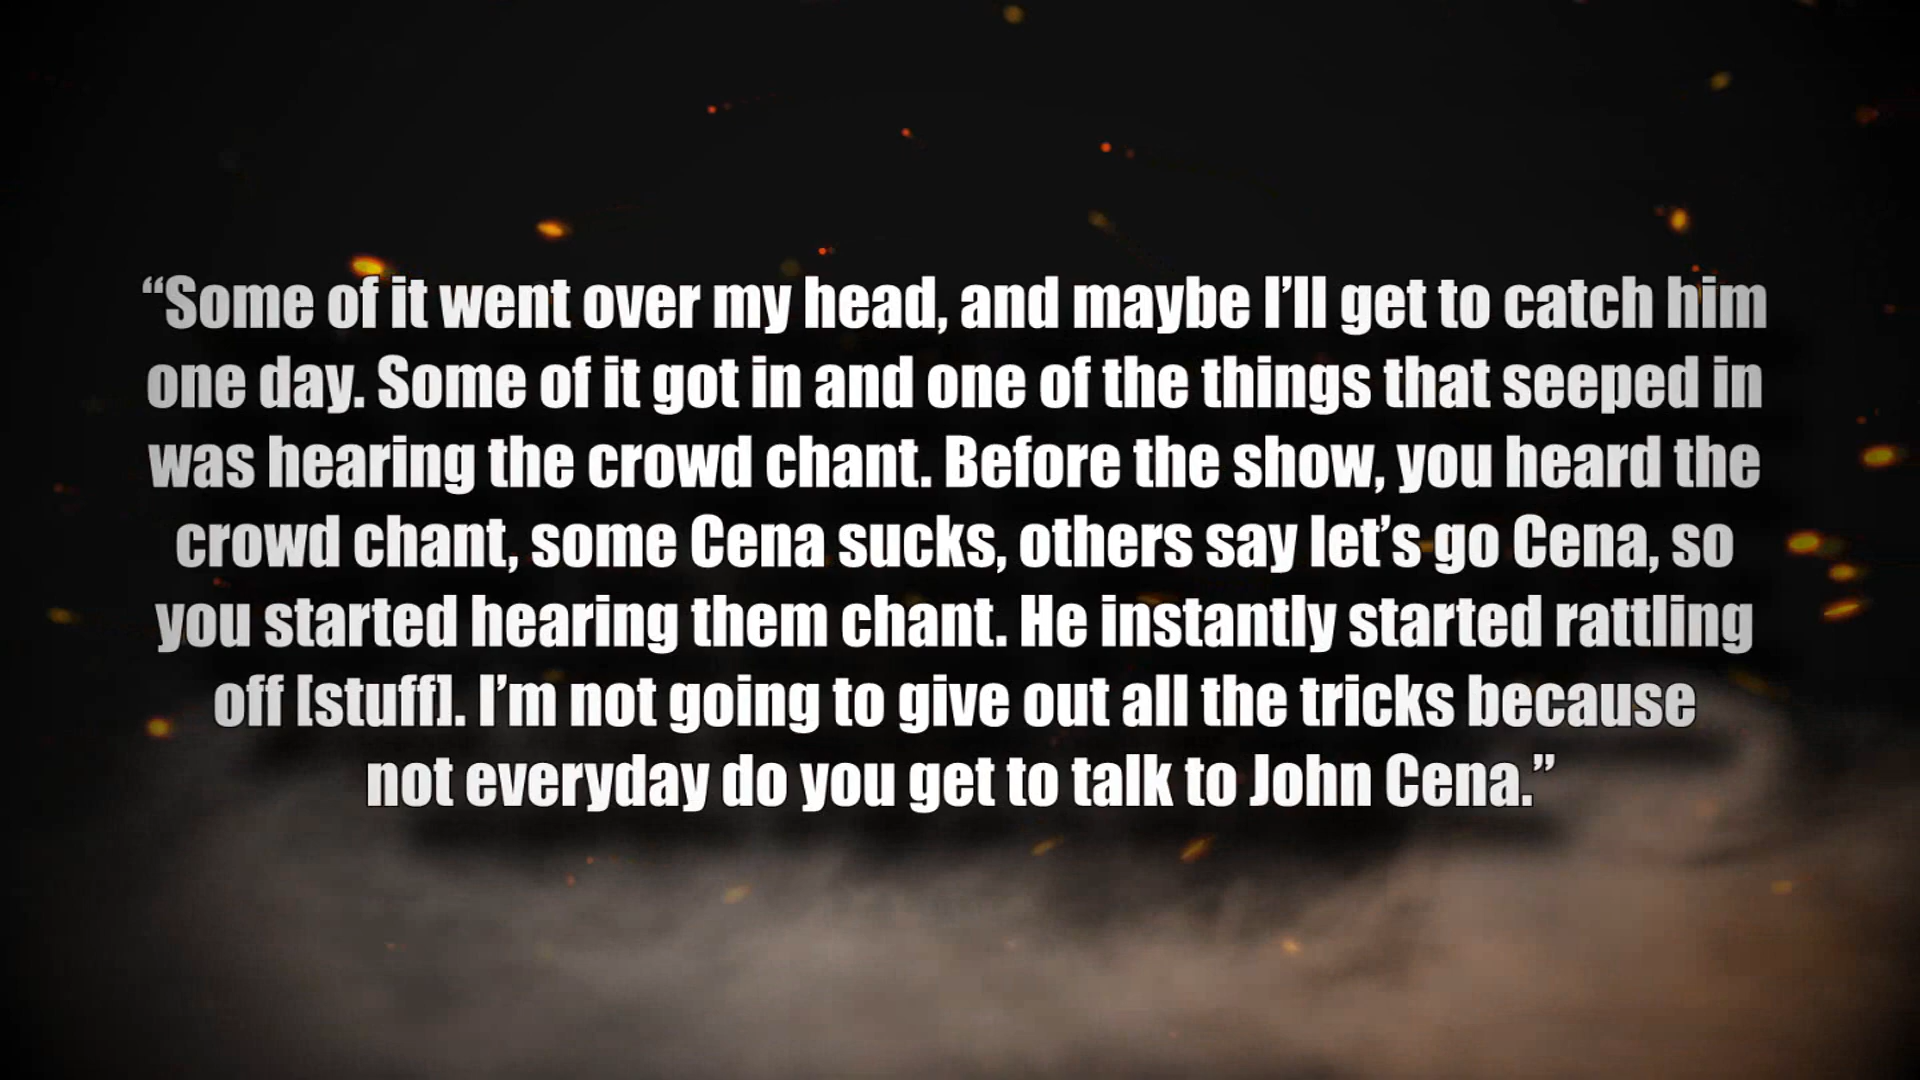 “Some of it went over my head, and maybe I’ll get to catch him
one day. Some of it got in and one of the things that seeped in
was hearing the crowd chant. Before the show, you heard the
crowd chant, some Cena sucks, others say let’s go Cena, so
you started hearing them chant. He instantly started rattling
off [stuff]. I’m not going to give out all the tricks because
not everyday do you get to talk to John Cena.”